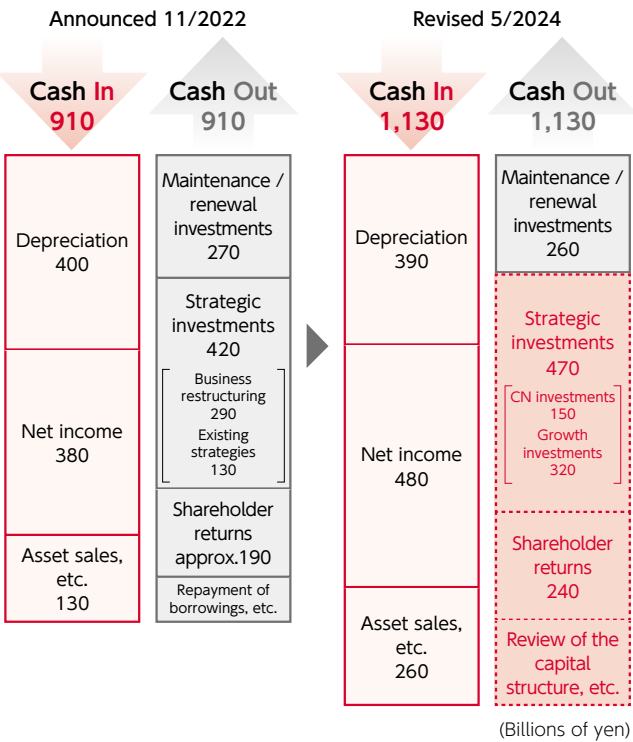 Announced 11/2022
Cash In
910
Cash Out
910
Depreciation
400
Net income
380
Asset sales,
etc.
130
Maintenance /
renewal
investments
270
Strategic
investments
420
Business
restructuring
290
Existing
strategies
130
Shareholder
returns
approx.190
Repayment of
borrowings, etc.
Revised 5/2024
Cash In
1,130
Cash Out
1,130
Depreciation
390
Net income
480
Asset sales,
etc.
260
Maintenance /
renewal
investments
260
Strategic
investments
470
CN investments
150
Growth
investments
320
Shareholder
returns
240
Review of the
capital
structure, etc.
(Billions of yen)